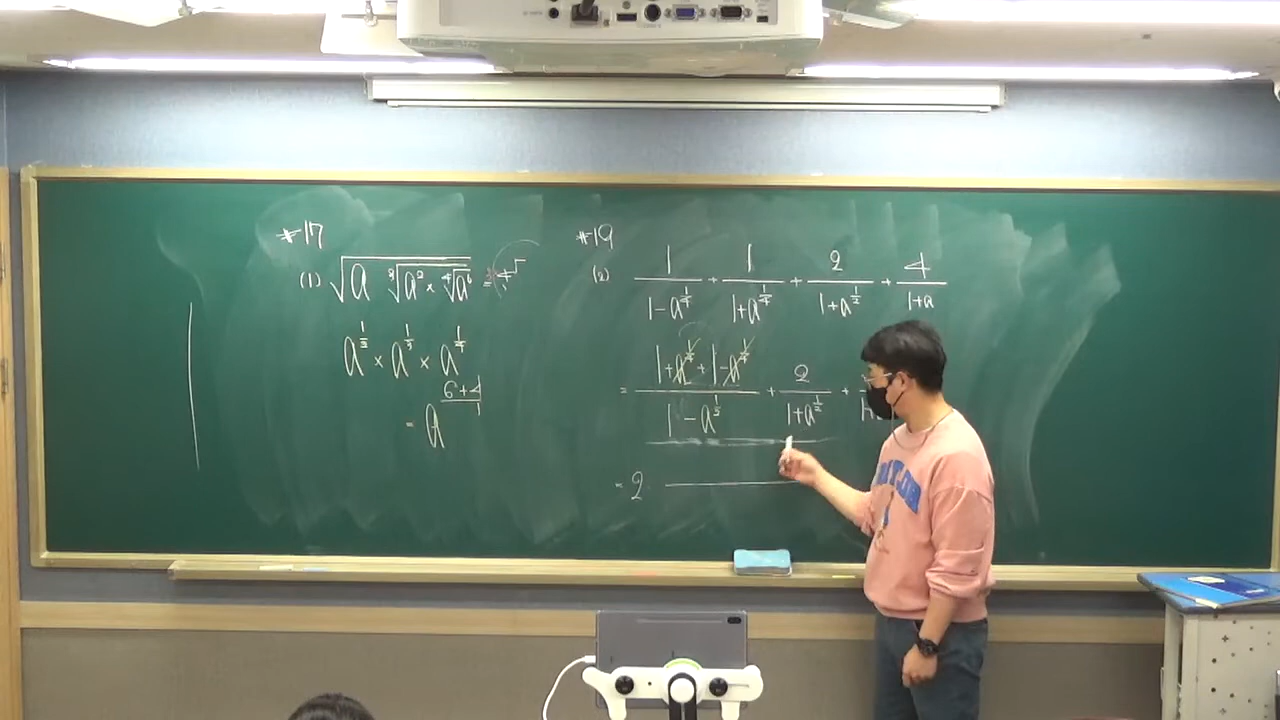 #17
(1) √(a ³√(a² × ⁴√(a⁶
a^(1/2) × a^(1/3) × a^(1/4)
= a^((6+4
#19
(2) 1/(1-a^(1/4)) + 1/(1+a^(1/4)) + 2/(1+a^(1/2)) + 4/(1+a)
= (1+a^(1/4)+1-a^(1/4))/(1-a^(1/2)) + 2/(1+a^(1/2)) +
= 2